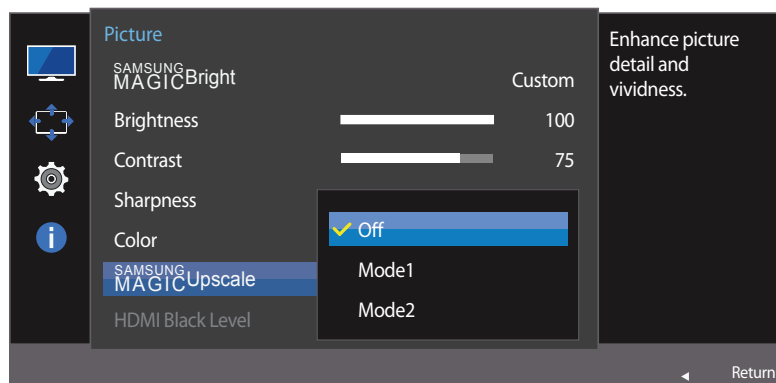 Picture
SAMSUNG
MAGICBright
Custom
Brightness
100
Contrast
75
Sharpness
Color
SAMSUNG
MAGICUpscale
HDMI Black Level
Off
Mode1
Mode2
Enhance picture
detail and
vividness.
Return